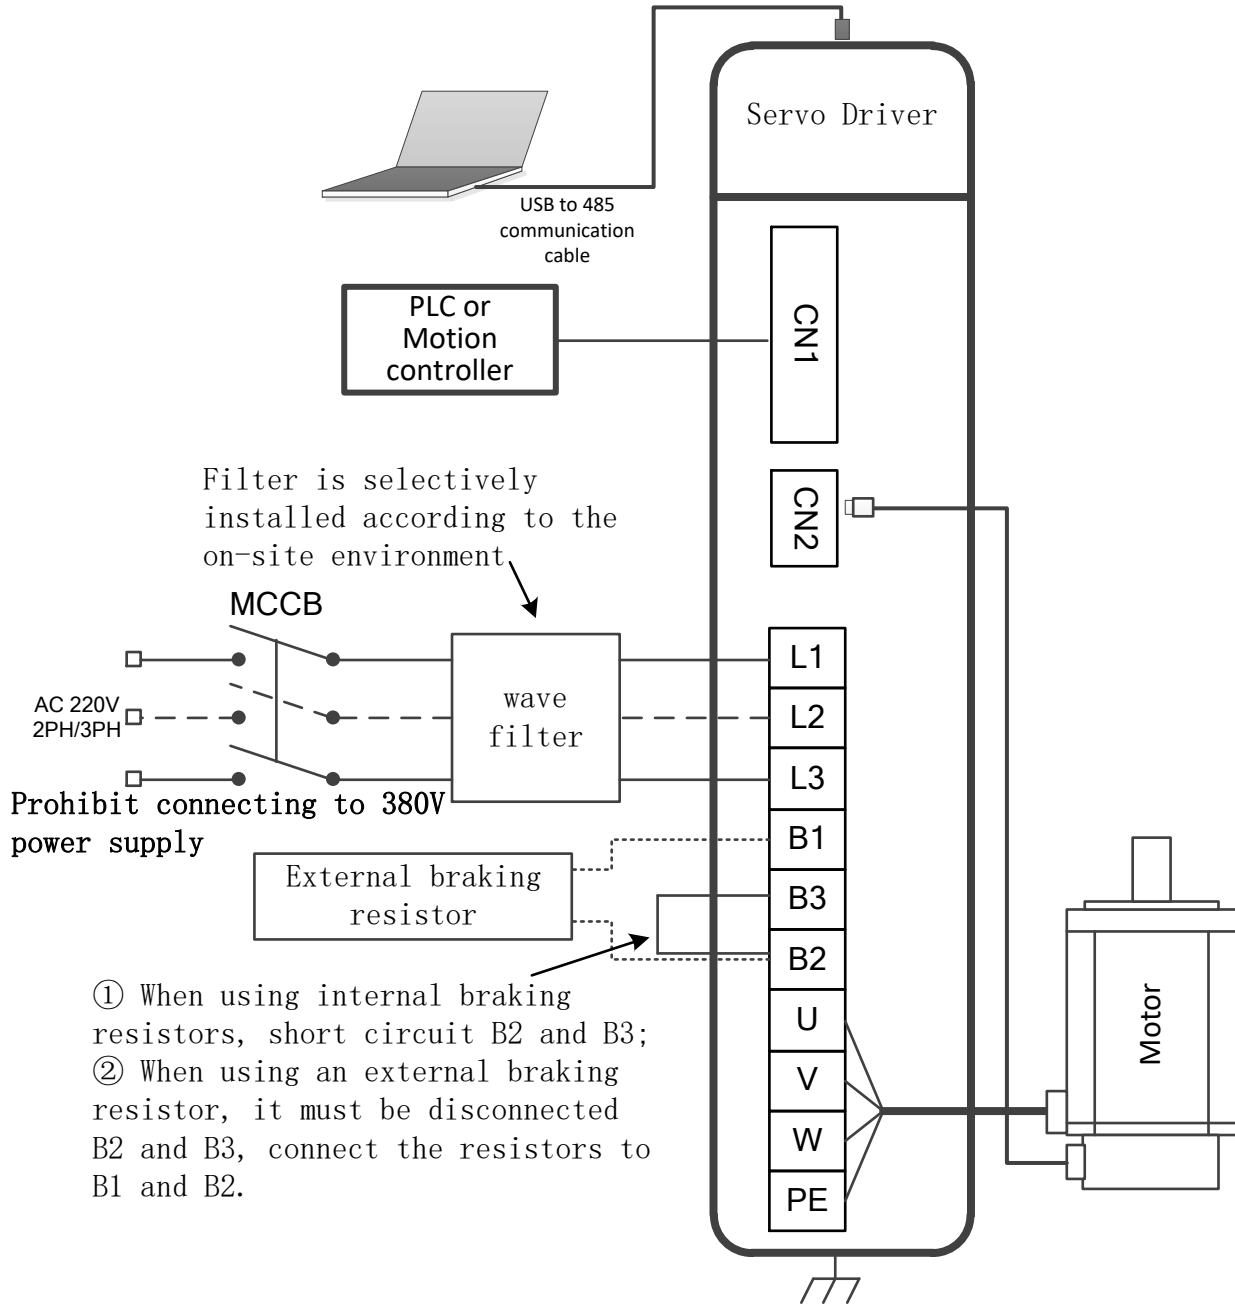 Servo Driver
USB to 485
communication
cable
PLC or
Motion
controller
CN1
CN2
Filter is selectively
installed according to the
on-site environment
MCCB
AC 220V
2PH/3PH
wave
filter
L1
L2
L3
Prohibit connecting to 380V
power supply
B1
B3
B2
External braking
resistor
① When using internal braking
resistors, short circuit B2 and B3;
② When using an external braking
resistor, it must be disconnected
B2 and B3, connect the resistors to
B1 and B2.
U
V
W
PE
Motor